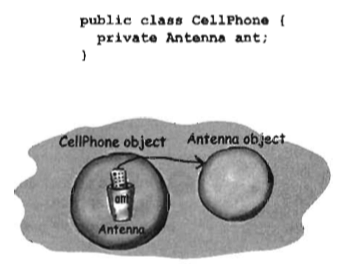 public class CellPhone {
private Antenna ant;
}
CellPhone object
Antenna object
ant
Antenna